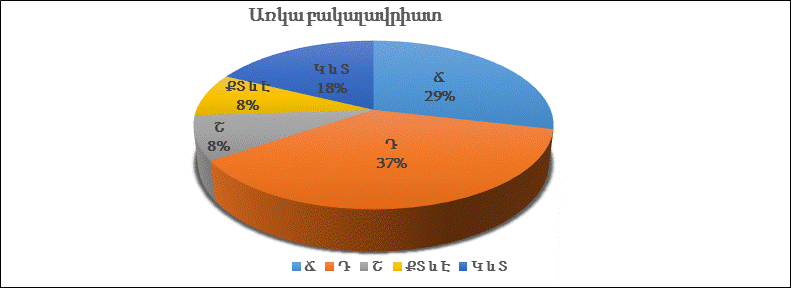 Առկա բակալավրիատ
Ճ
29%
Դ
37%
Շ
8%
ՔՏ և Է
8%
Կ և Տ
18%
Ճ Դ Շ ՔՏ և Է Կ և Տ